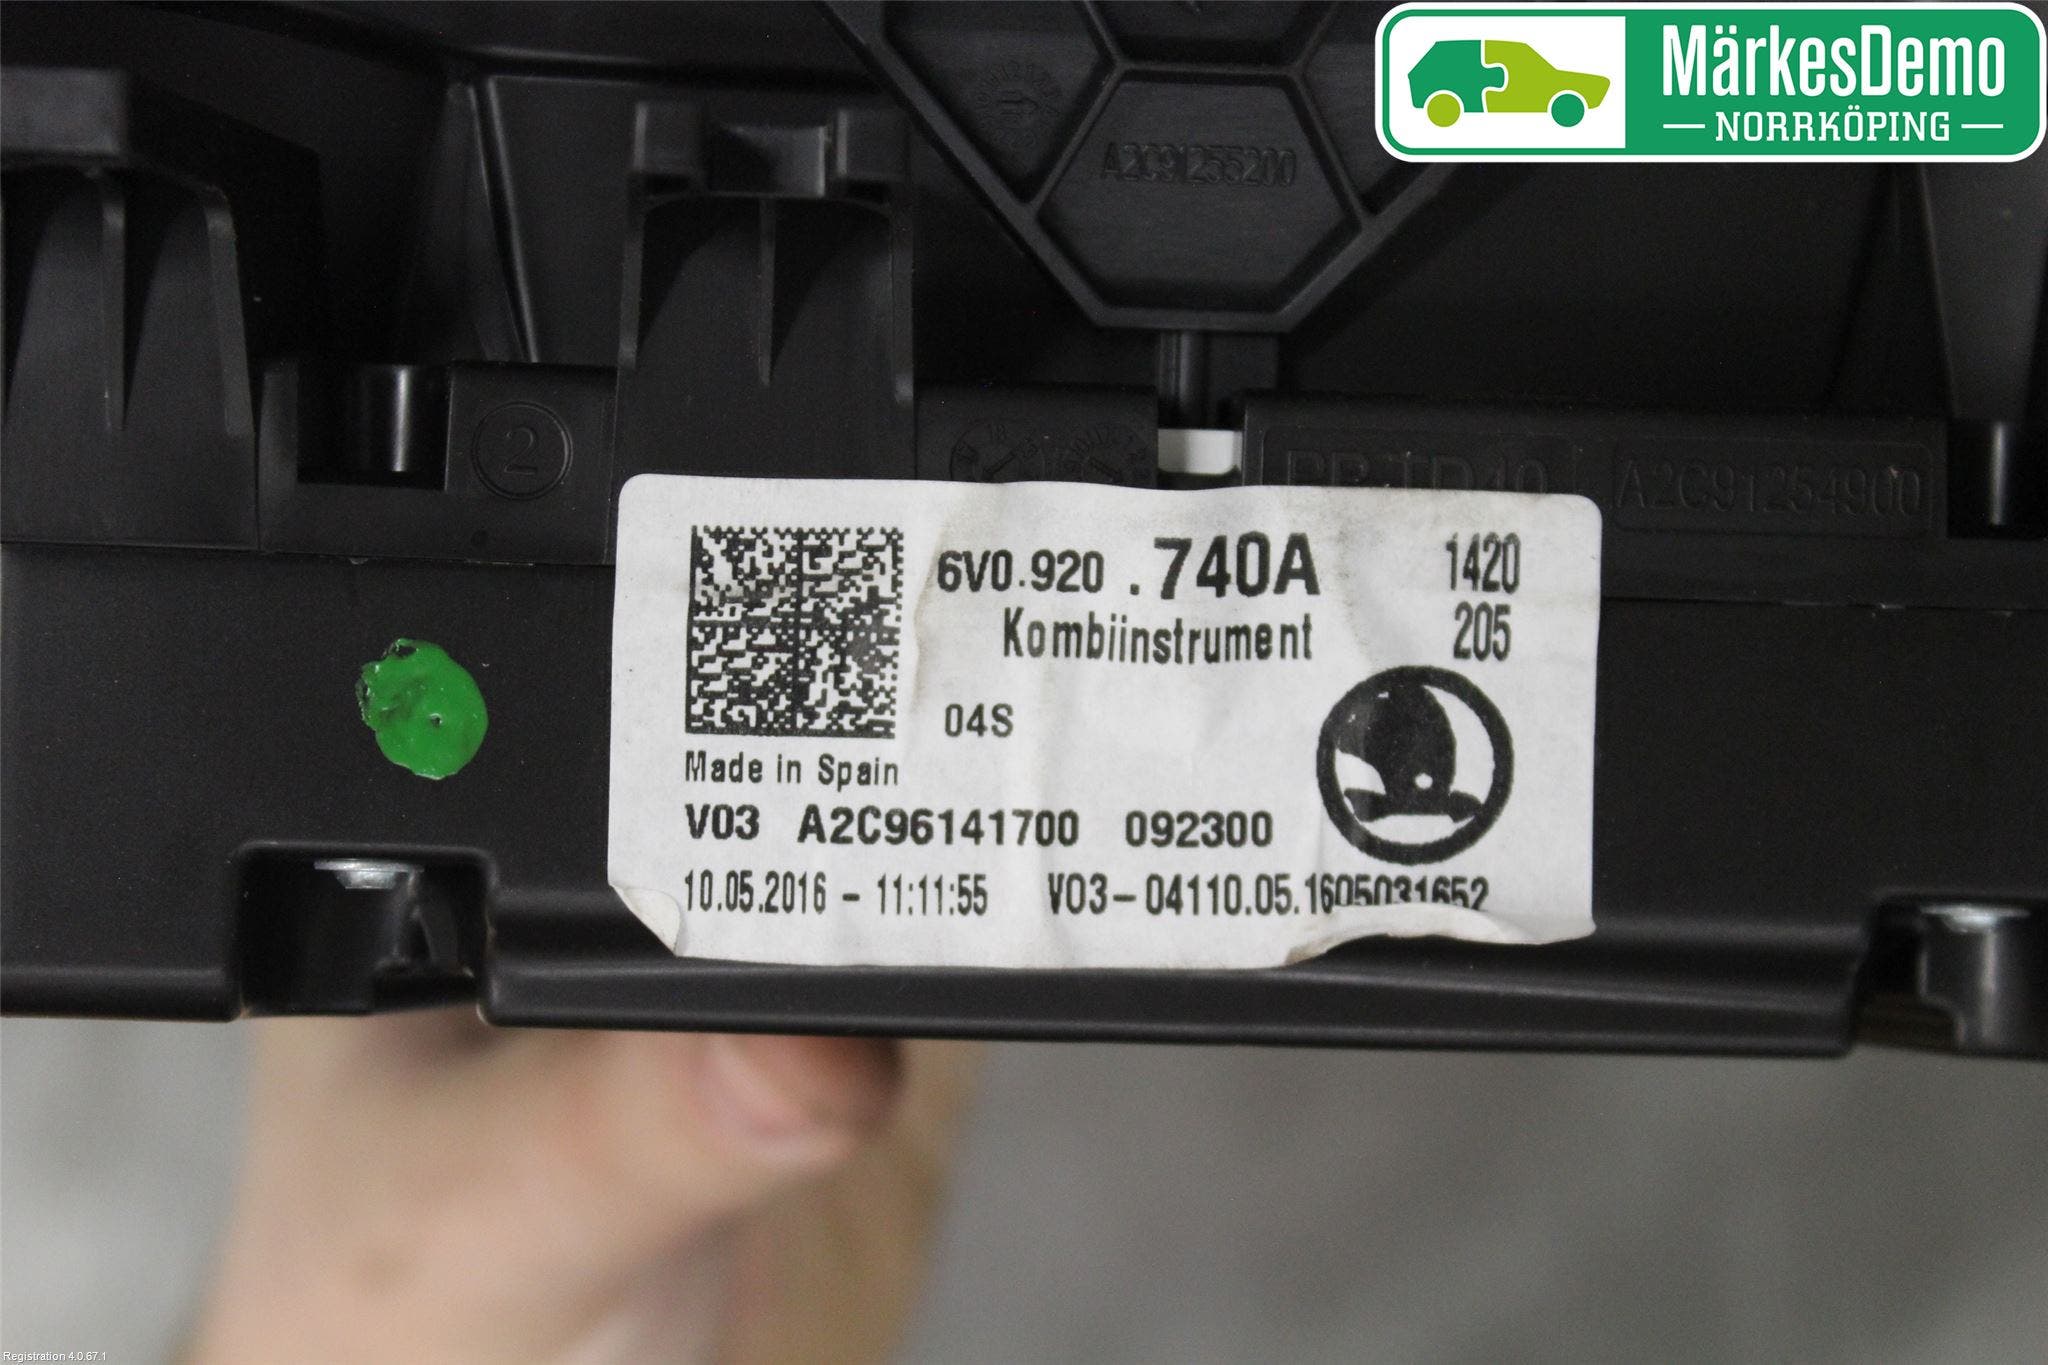 MärkesDemo
NORRKÖPING
A2C91255200
2
A2C91254900
6V0.920 .740A 1420
Kombiinstrument 205
04S
Made in Spain
V03 A2C96141700 092300
10.05.2016 - 11:11:55 V03-04110.05.1605031652
Registration 4.0.67.1